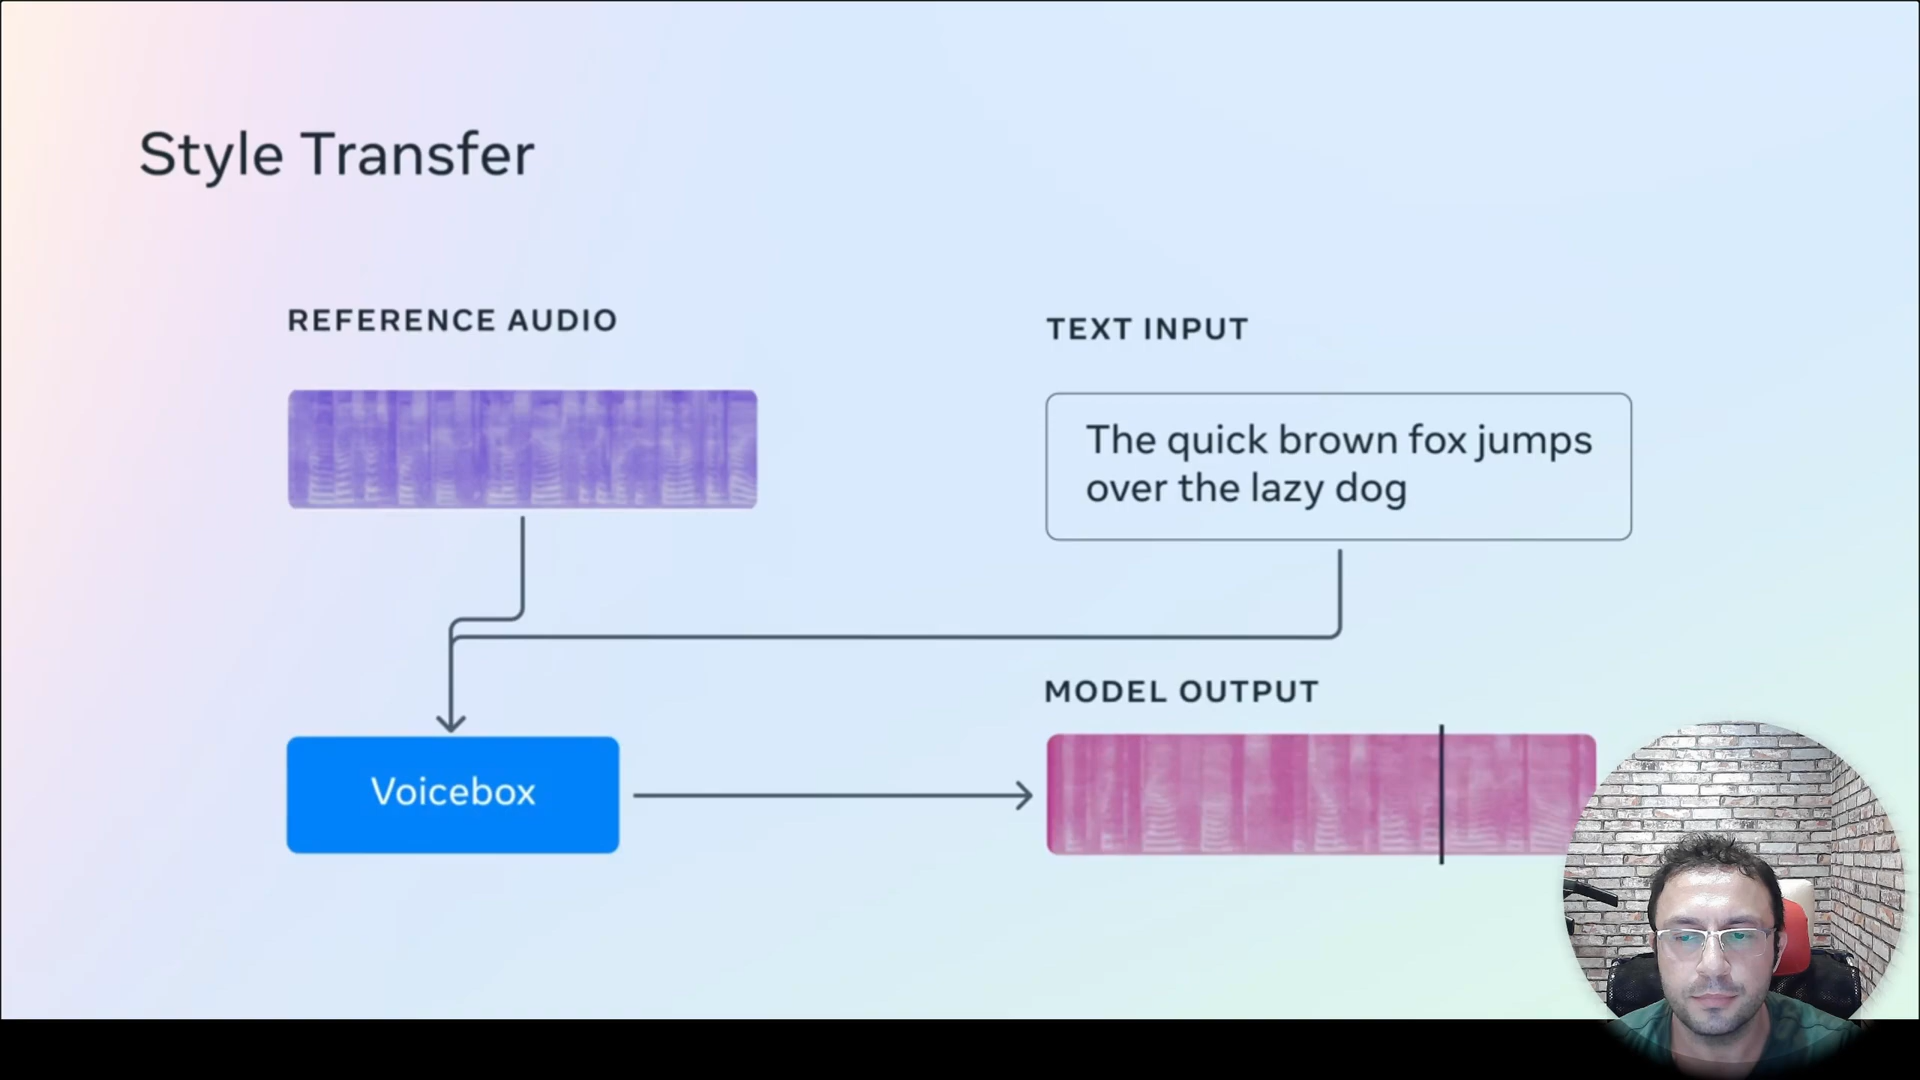 Style Transfer
REFERENCE AUDIO
TEXT INPUT
The quick brown fox jumps
over the lazy dog
MODEL OUTPUT
Voicebox